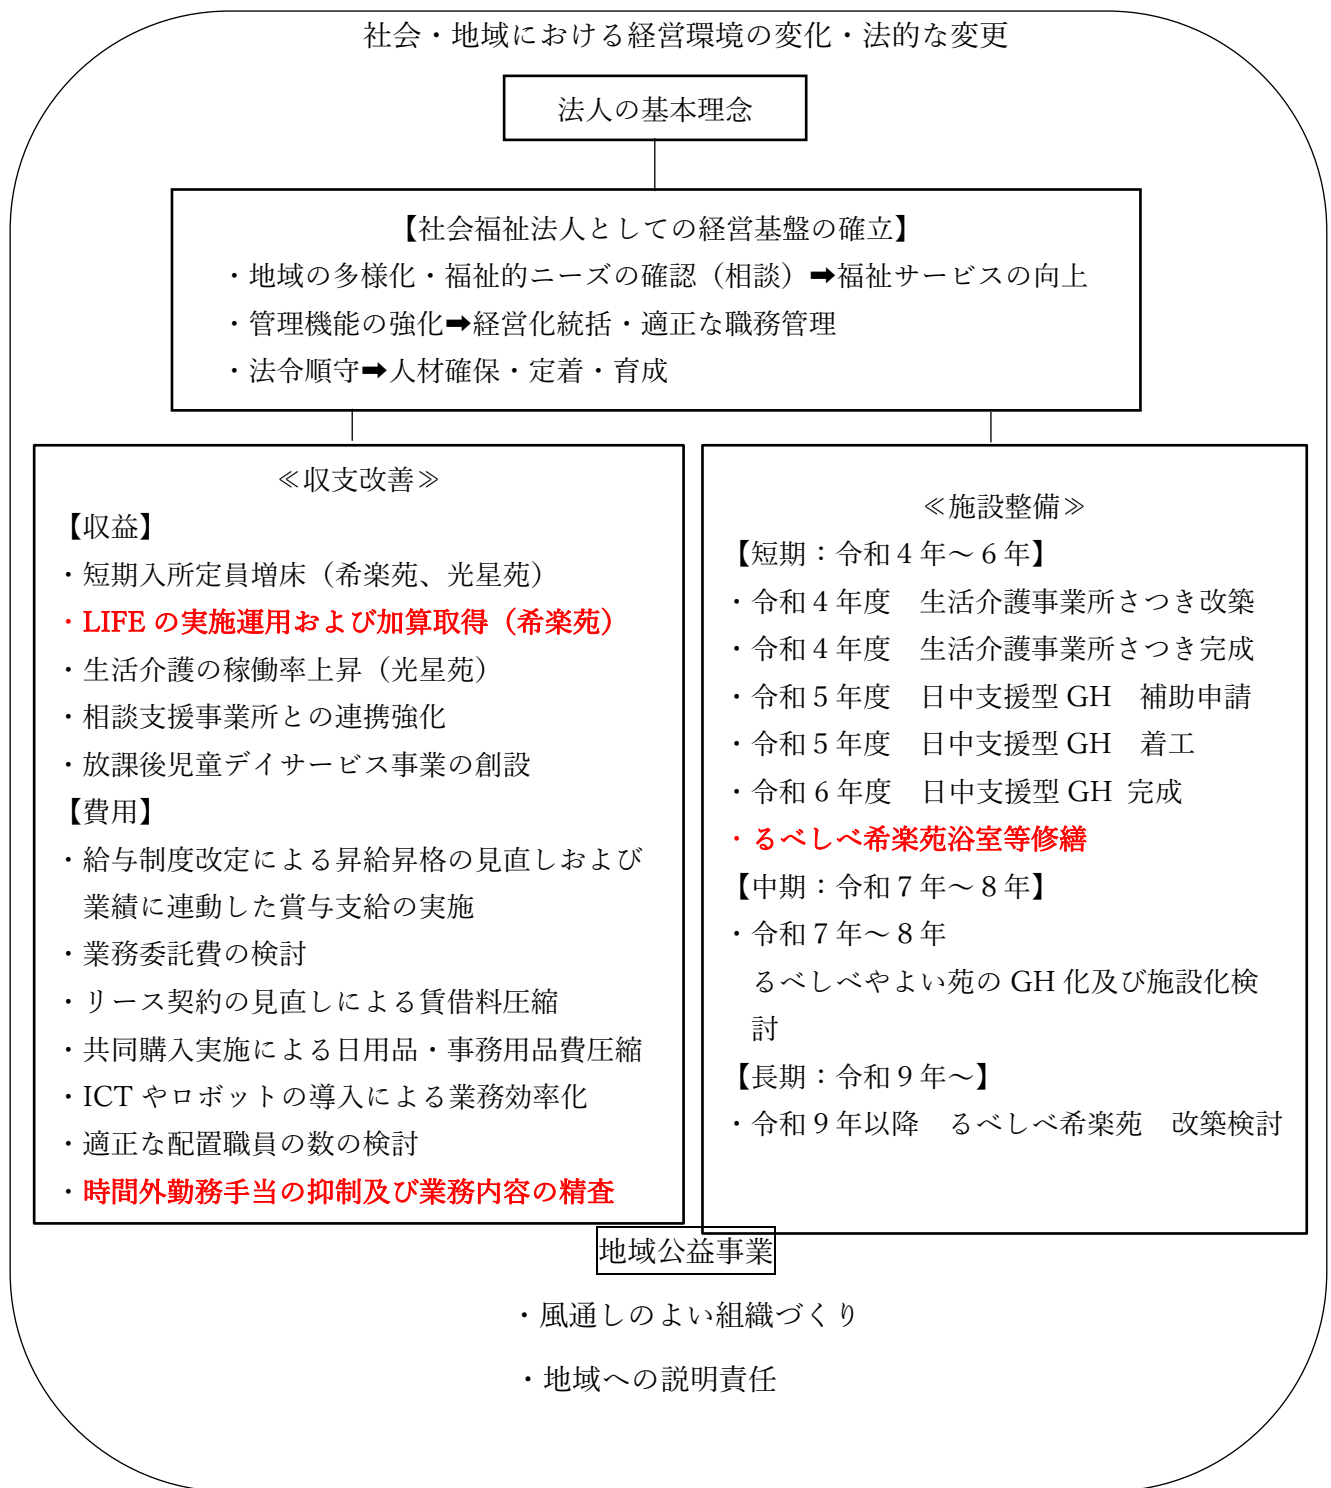 社会・地域における経営環境の変化・法的な変更
法人の基本理念
【社会福祉法人としての経営基盤の確立】
・地域の多様化・福祉的ニーズの確認（相談）➡福祉サービスの向上
・管理機能の強化➡経営化統括・適正な職務管理
・法令順守➡人材確保・定着・育成
≪収支改善≫
【収益】
・短期入所定員増床（希楽苑、光星苑）
・LIFE の実施運用および加算取得（希楽苑）
・生活介護の稼働率上昇（光星苑）
・相談支援事業所との連携強化
・放課後児童デイサービス事業の創設
【費用】
・給与制度改定による昇給昇格の見直しおよび
業績に連動した賞与支給の実施
・業務委託費の検討
・リース契約の見直しによる賃借料圧縮
・共同購入実施による日用品・事務用品費圧縮
・ICT やロボットの導入による業務効率化
・適正な配置職員の数の検討
・時間外勤務手当の抑制及び業務内容の精査
≪施設整備≫
【短期：令和４年～６年】
・令和４年度　生活介護事業所さつき改築
・令和４年度　生活介護事業所さつき完成
・令和５年度　日中支援型 GH　補助申請
・令和５年度　日中支援型 GH　着工
・令和６年度　日中支援型 GH 完成
・るべしべ希楽苑浴室等修繕
【中期：令和７年～８年】
・令和７年～８年
るべしべやよい苑の GH 化及び施設化検
討
【長期：令和９年～】
・令和９年以降　るべしべ希楽苑　改築検討
地域公益事業
・風通しのよい組織づくり
・地域への説明責任